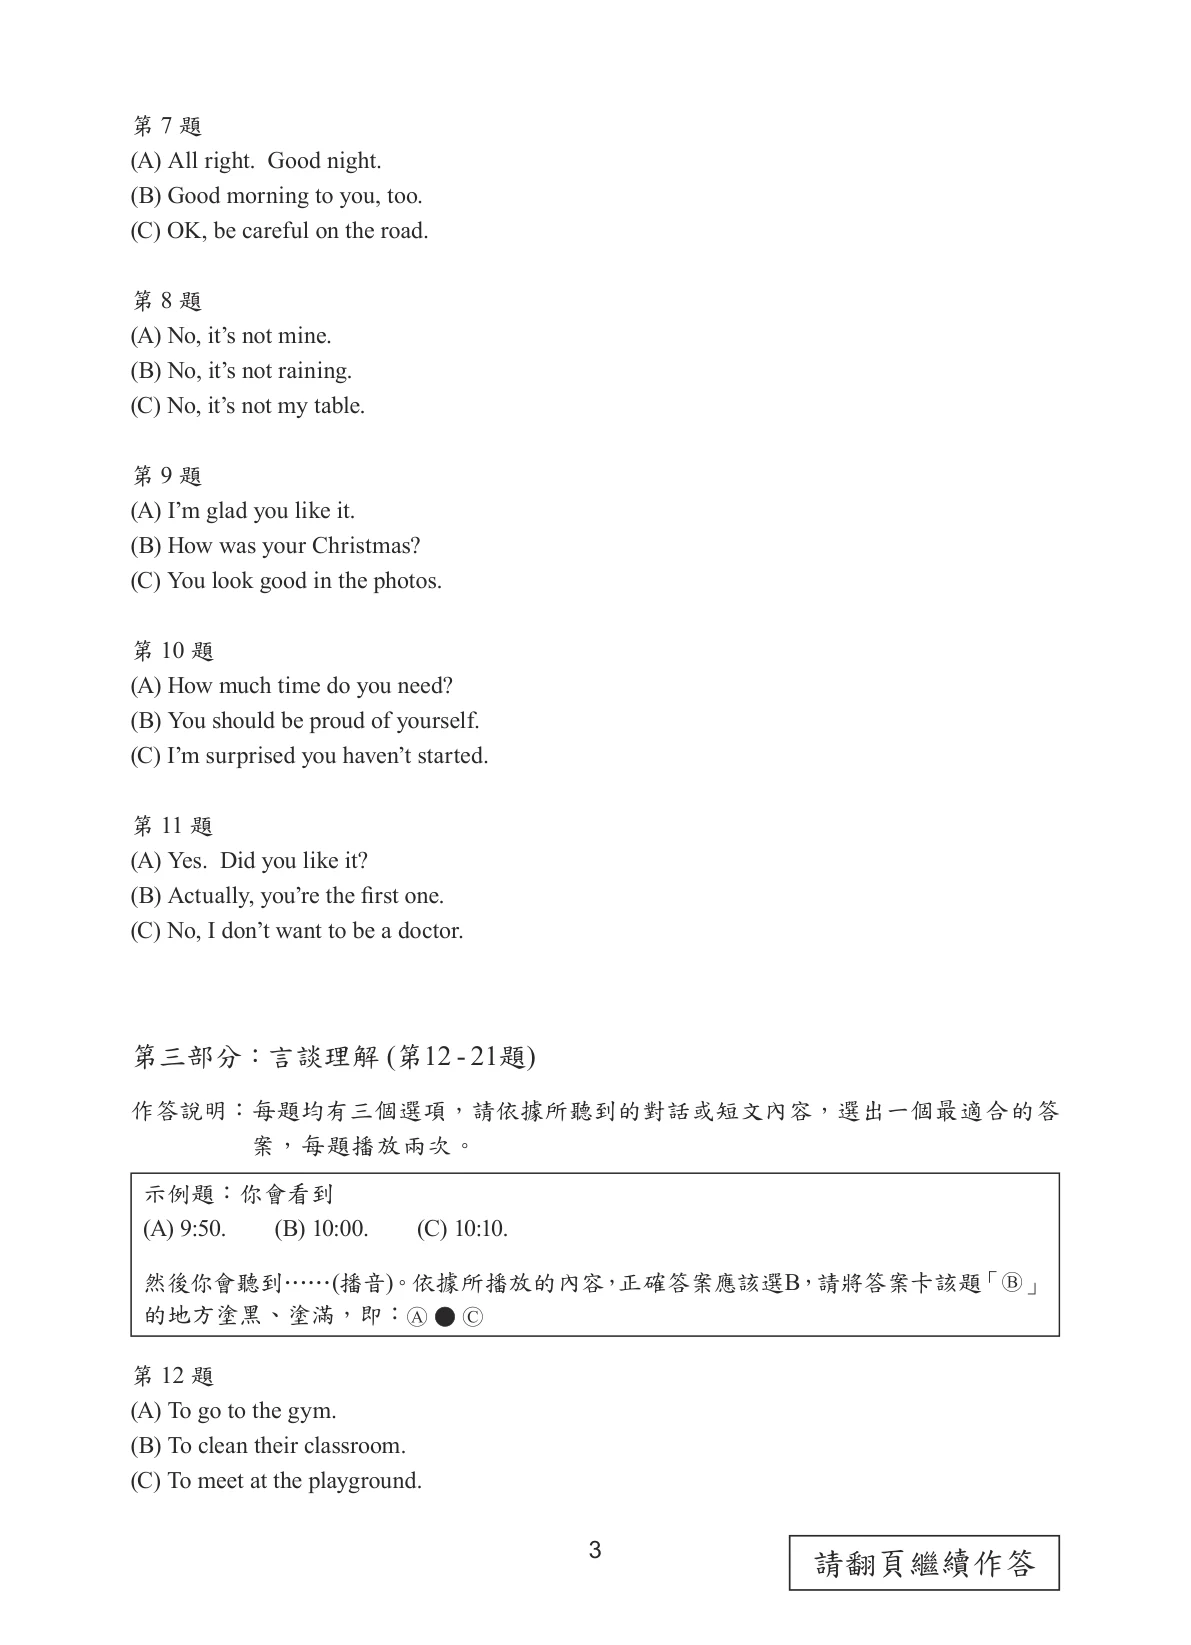 第 7 題
(A) All right.  Good night.
(B) Good morning to you, too.
(C) OK, be careful on the road.
第 8 題
(A) No, it’s not mine.
(B) No, it’s not raining.
(C) No, it’s not my table.
第 9 題
(A) I’m glad you like it.
(B) How was your Christmas?
(C) You look good in the photos.
第 10 題
(A) How much time do you need?
(B) You should be proud of yourself.
(C) I’m surprised you haven’t started.
第 11 題
(A) Yes.  Did you like it?
(B) Actually, you’re the first one.
(C) No, I don’t want to be a doctor.
第三部分：言談理解 (第12 - 21題)
作答說明：每題均有三個選項，請依據所聽到的對話或短文內容，選出一個最適合的答
案，每題播放兩次。
示例題：你會看到
(A) 9:50.　(B) 10:00.　(C) 10:10.
然後你會聽到……(播音)。依據所播放的內容，正確答案應該選B，請將答案卡該題「Ⓑ」
的地方塗黑、塗滿，即：Ⓐ ● Ⓒ
第 12 題
(A) To go to the gym.
(B) To clean their classroom.
(C) To meet at the playground.
3
請翻頁繼續作答